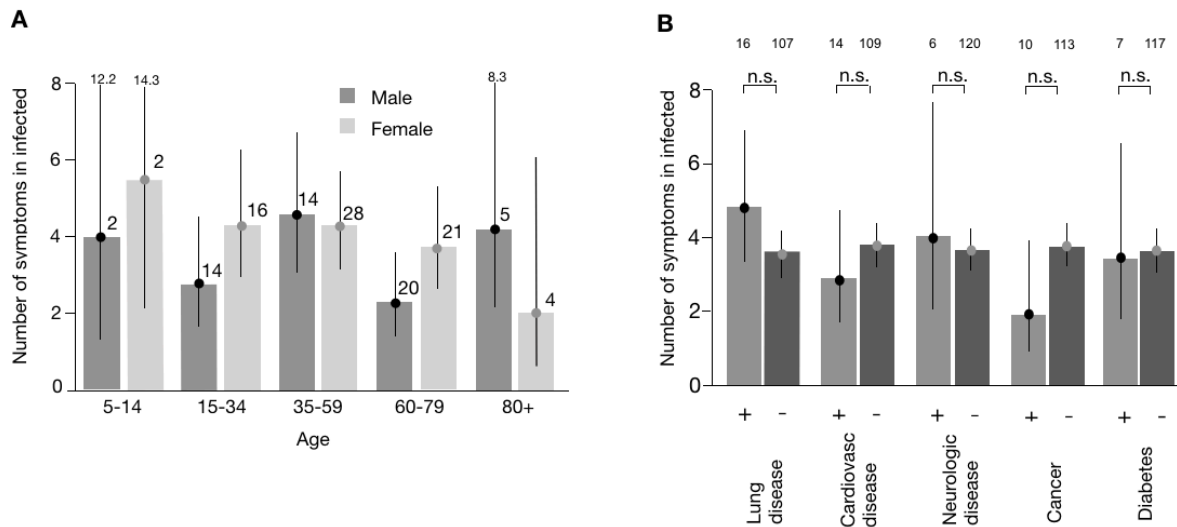 A
Number of symptoms in infected
8
6
4
2
0
12.2
14.3
8.3
Male
Female
2
2
14
16
14
28
20
21
5
4
5-14
15-34
35-59
60-79
80+
Age
B
16 107 14 109 6 120 10 113 7 117
n.s. n.s. n.s. n.s. n.s.
Number of symptoms in infected
8
6
4
2
0
+ - + - + - + - + -
Lung
disease
Cardiovasc
disease
Neurologic
disease
Cancer
Diabetes